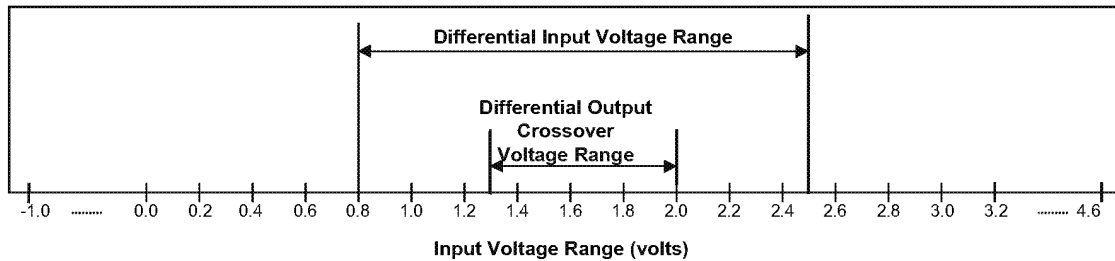 Differential Input Voltage Range
Differential Output
Crossover
Voltage Range
-1.0 ........ 0.0 0.2 0.4 0.6 0.8 1.0 1.2 1.4 1.6 1.8 2.0 2.2 2.4 2.6 2.8 3.0 3.2 ........ 4.6
Input Voltage Range (volts)